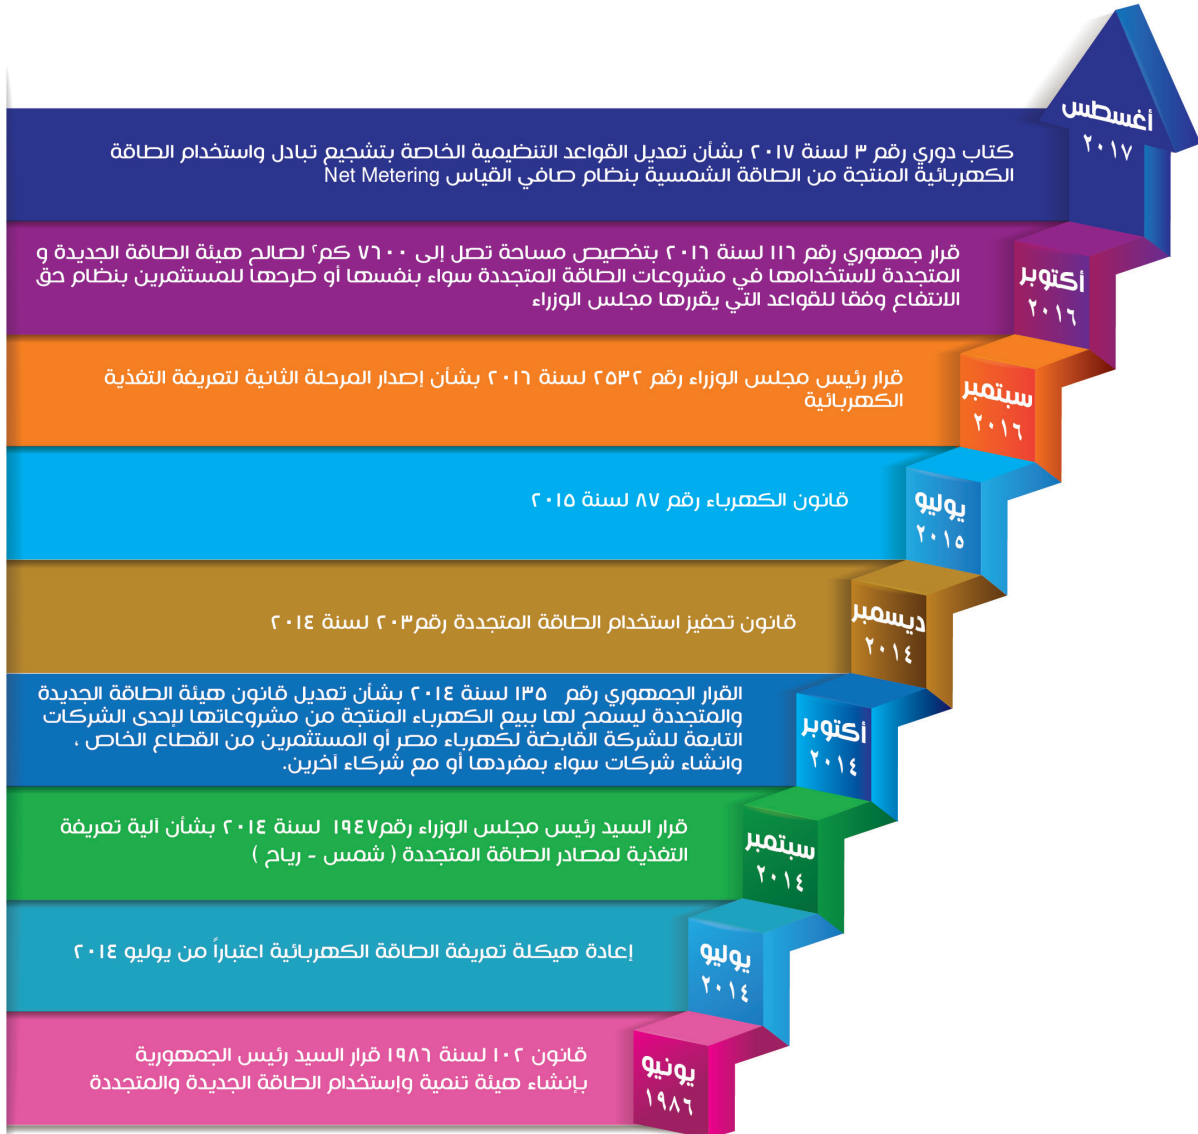 أغسطس
٢٠١٧
كتاب دوري رقم ٣ لسنة ٢٠١٧ بشأن تعديل القواعد التنظيمية الخاصة بتشجيع تبادل واستخدام الطاقة
الكهربائية المنتجة من الطاقة الشمسية بنظام صافي القياس Net Metering
أكتوبر
٢٠١٦
قرار جمهوري رقم ١١٦ لسنة ٢٠١٦ بتخصيص مساحة تصل إلى ٧٦٠٠ كم٢ لصالح هيئة الطاقة الجديدة و
المتجددة لاستخدامها في مشروعات الطاقة المتجددة سواء بنفسها أو طرحها للمستثمرين بنظام حق
الانتفاع وفقا للقواعد التي يقررها مجلس الوزراء
سبتمبر
٢٠١٦
قرار رئيس مجلس الوزراء رقم ٢٥٣٢ لسنة ٢٠١٦ بشأن إصدار المرحلة الثانية لتعريفة التغذية
الكهربائية
يوليو
٢٠١٥
قانون الكهرباء رقم ٨٧ لسنة ٢٠١٥
ديسمبر
٢٠١٤
قانون تحفيز استخدام الطاقة المتجددة رقم٢٠٣ لسنة ٢٠١٤
أكتوبر
٢٠١٤
القرار الجمهوري رقم ١٣٥ لسنة ٢٠١٤ بشأن تعديل قانون هيئة الطاقة الجديدة
والمتجددة ليسمح لها ببيع الكهرباء المنتجة من مشروعاتها لإحدى الشركات
التابعة للشركة القابضة لكهرباء مصر أو المستثمرين من القطاع الخاص ،
وانشاء شركات سواء بمفردها أو مع شركاء آخرين.
سبتمبر
٢٠١٤
قرار السيد رئيس مجلس الوزراء رقم١٩٤٧ لسنة ٢٠١٤ بشأن آلية تعريفة
التغذية لمصادر الطاقة المتجددة ( شمس - رياح )
يوليو
٢٠١٤
إعادة هيكلة تعريفة الطاقة الكهربائية اعتباراً من يوليو ٢٠١٤
يونيو
١٩٨٦
قانون ١٠٢ لسنة ١٩٨٦ قرار السيد رئيس الجمهورية
بإنشاء هيئة تنمية وإستخدام الطاقة الجديدة والمتجددة